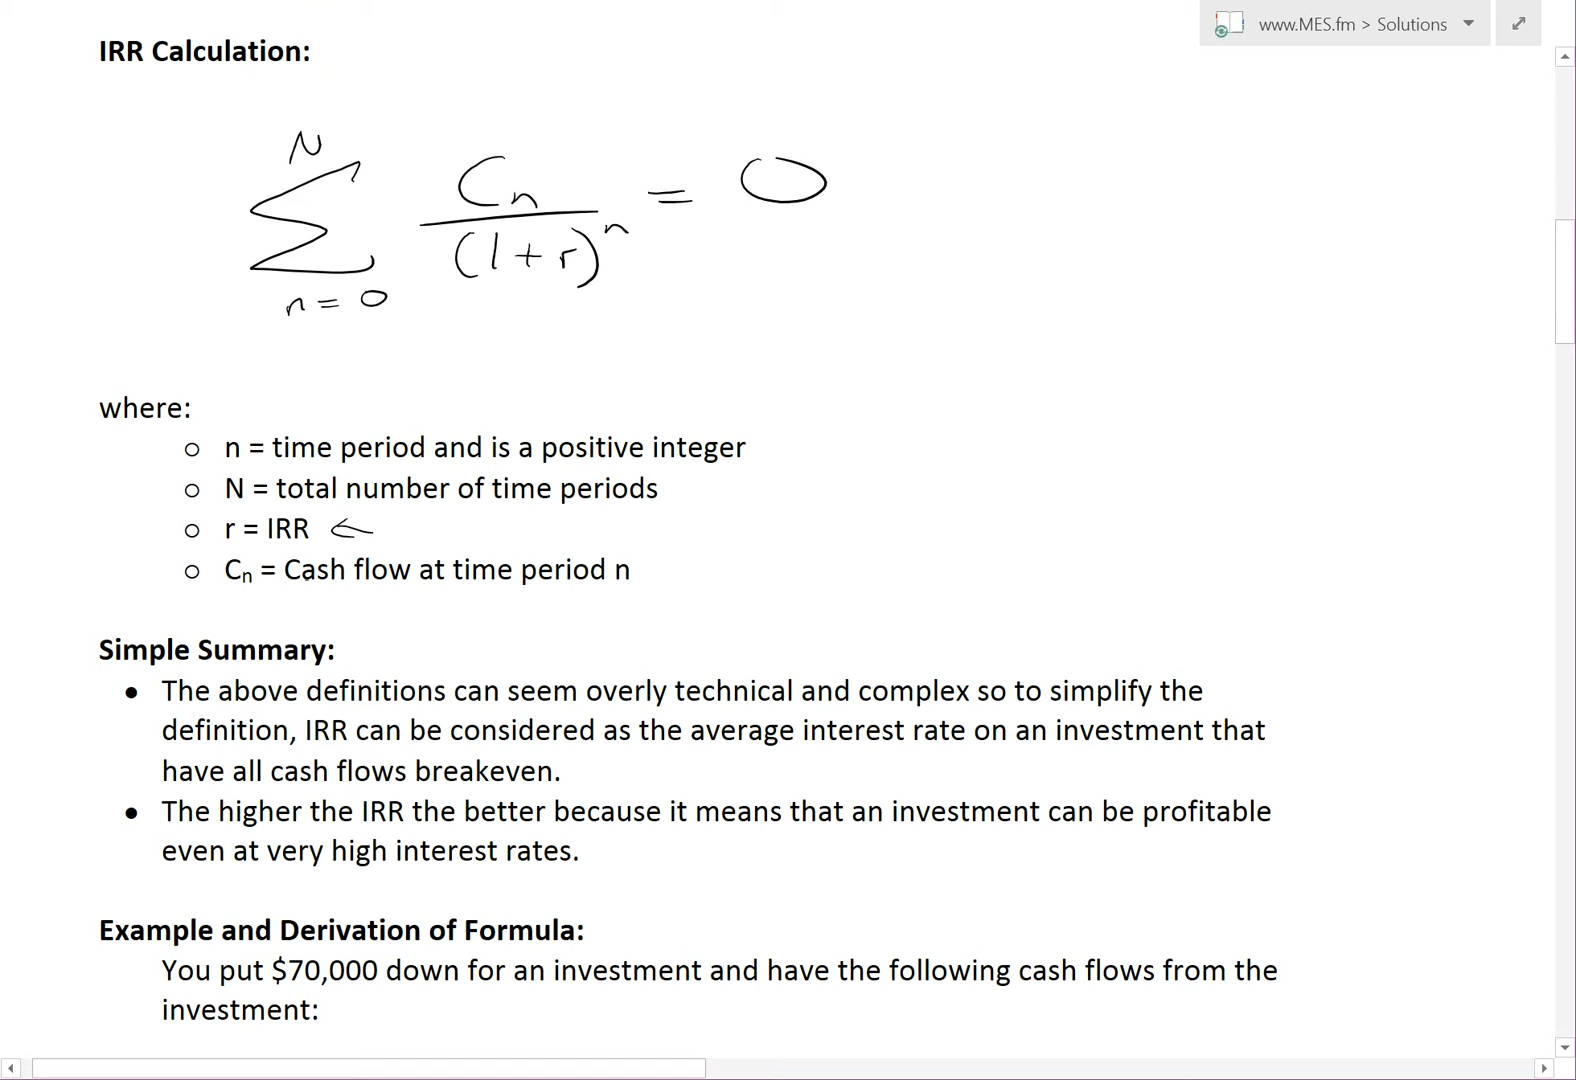 www.MES.fm > Solutions
IRR Calculation:
N
∑ Cn / (1 + r)^n = 0
n = 0
where:
○ n = time period and is a positive integer
○ N = total number of time periods
○ r = IRR ←
○ Cn = Cash flow at time period n
Simple Summary:
● The above definitions can seem overly technical and complex so to simplify the
definition, IRR can be considered as the average interest rate on an investment that
have all cash flows breakeven.
● The higher the IRR the better because it means that an investment can be profitable
even at very high interest rates.
Example and Derivation of Formula:
You put $70,000 down for an investment and have the following cash flows from the
investment: